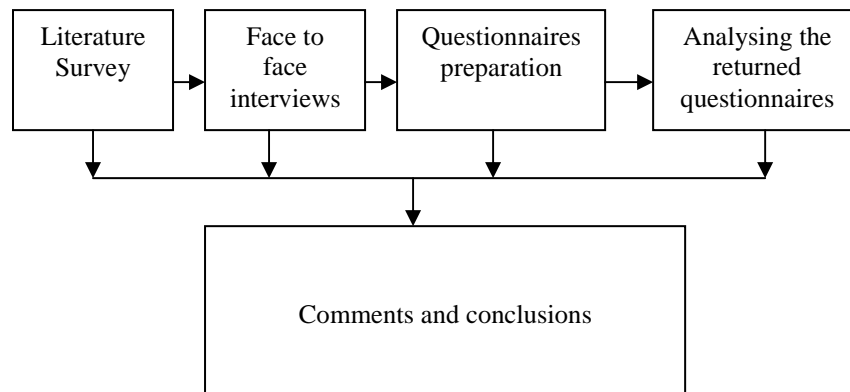 Literature
Survey
Face to
face
interviews
Questionnaires
preparation
Analysing the
returned
questionnaires
Comments and conclusions